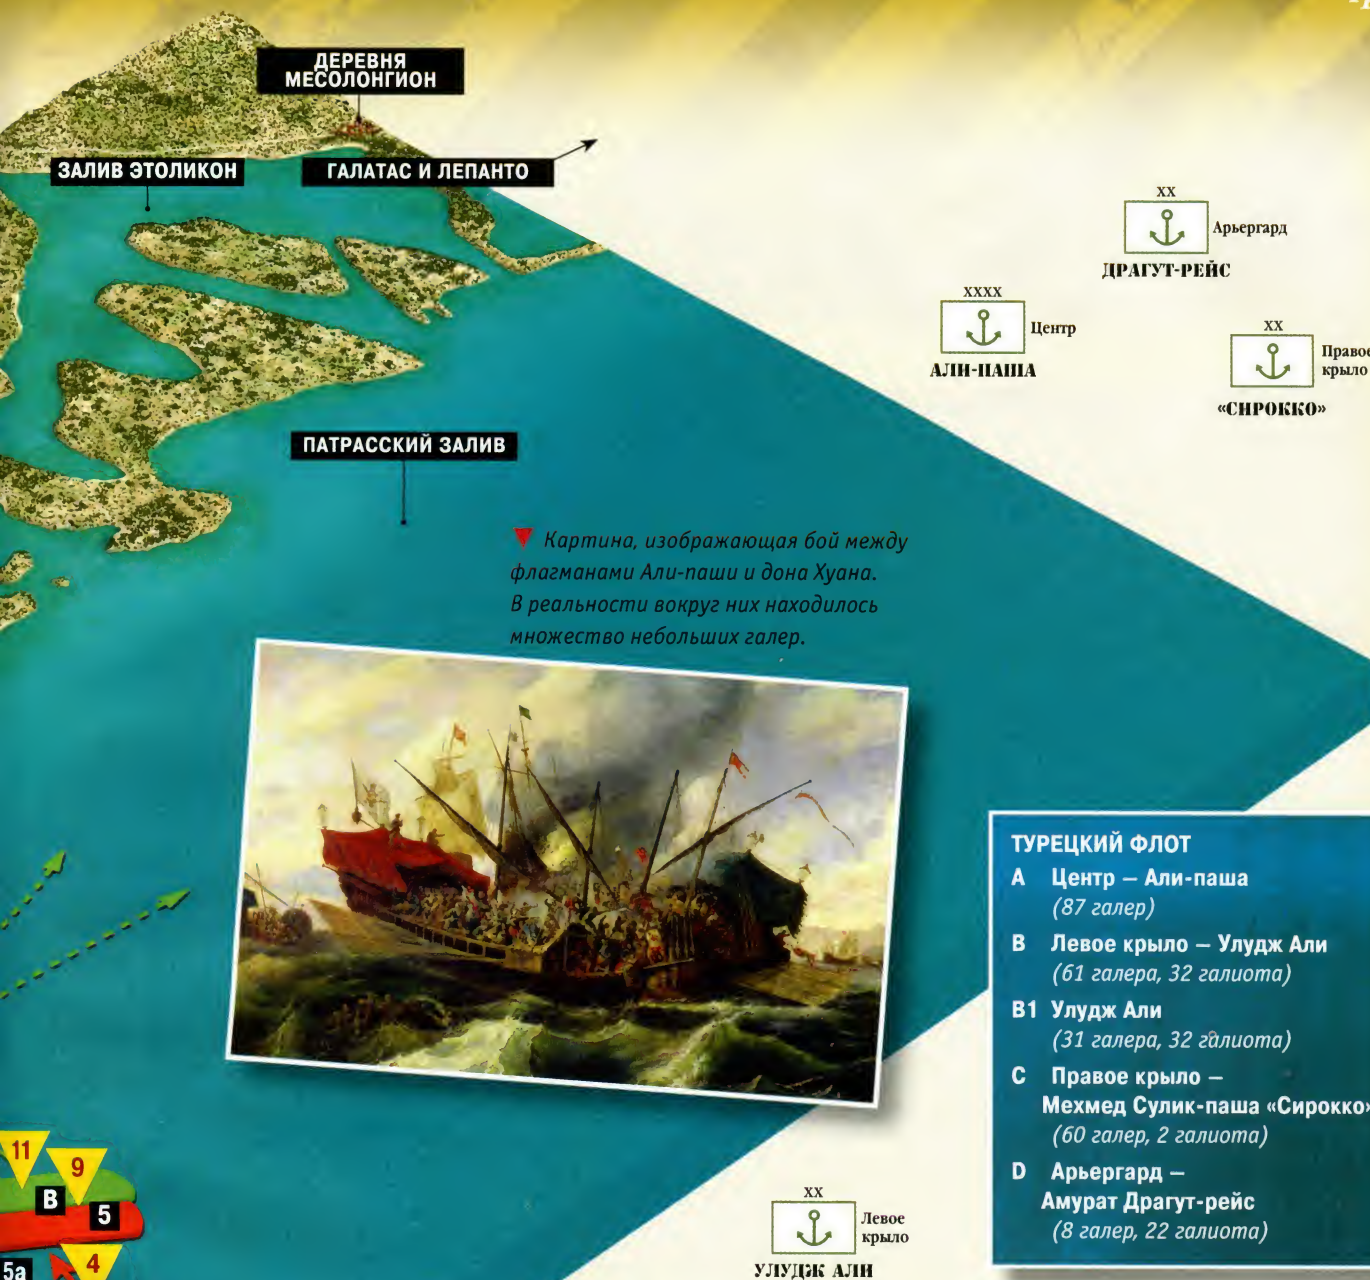 ДЕРЕВНЯ
МЕСОЛОНГИОН
ЗАЛИВ ЭТОЛИКОН
ГАЛАТАС И ЛЕПАНТО
XX
Арьергард
ДРАГУТ-РЕЙС
XXXX
Центр
АЛИ-ПАША
XX
Правое
крыло
«СИРОККО»
ПАТРАССКИЙ ЗАЛИВ
Картина, изображающая бой между
флагманами Али-паши и дона Хуана.
В реальности вокруг них находилось
множество небольших галер.
ТУРЕЦКИЙ ФЛОТ
A Центр – Али-паша
(87 галер)
B Левое крыло – Улудж Али
(61 галера, 32 галиота)
B1 Улудж Али
(31 галера, 32 галиота)
C Правое крыло –
Мехмед Сулик-паша «Сирокко»
(60 галер, 2 галиота)
D Арьергард –
Амурат Драгут-рейс
(8 галер, 22 галиота)
11
9
B
5
4
5a
XX
Левое
крыло
УЛУДЖ АЛИ